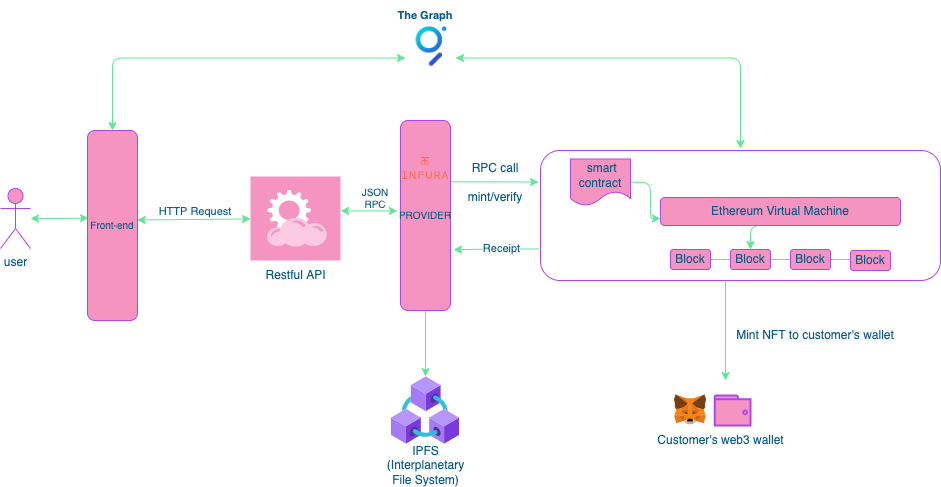 The Graph
RPC call
mint/verify
smart
contract
Ethereum Virtual Machine
INFURA
PROVIDER
JSON
RPC
HTTP Request
Front-end
user
Restful API
Receipt
Block
Block
Block
Block
Mint NFT to customer's wallet
Customer's web3 wallet
IPFS
(Interplanetary
File System)